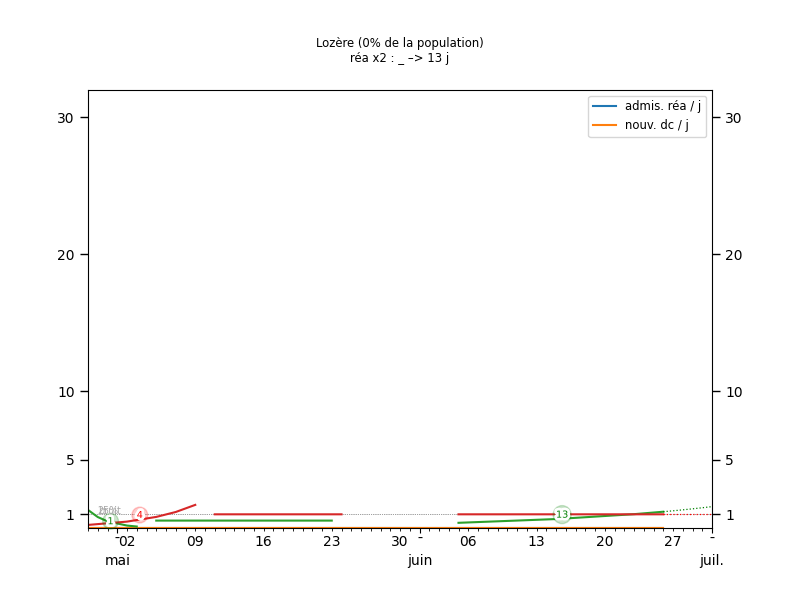 Lozère (0% de la population)
réa x2 : _ –> 13 j
admis. réa / j
nouv. dc / j
30 30
20 20
10 10
5 5
1 1
1 4 13
02 09 16 23 30 - 06 13 20 27 -
mai juin juil.